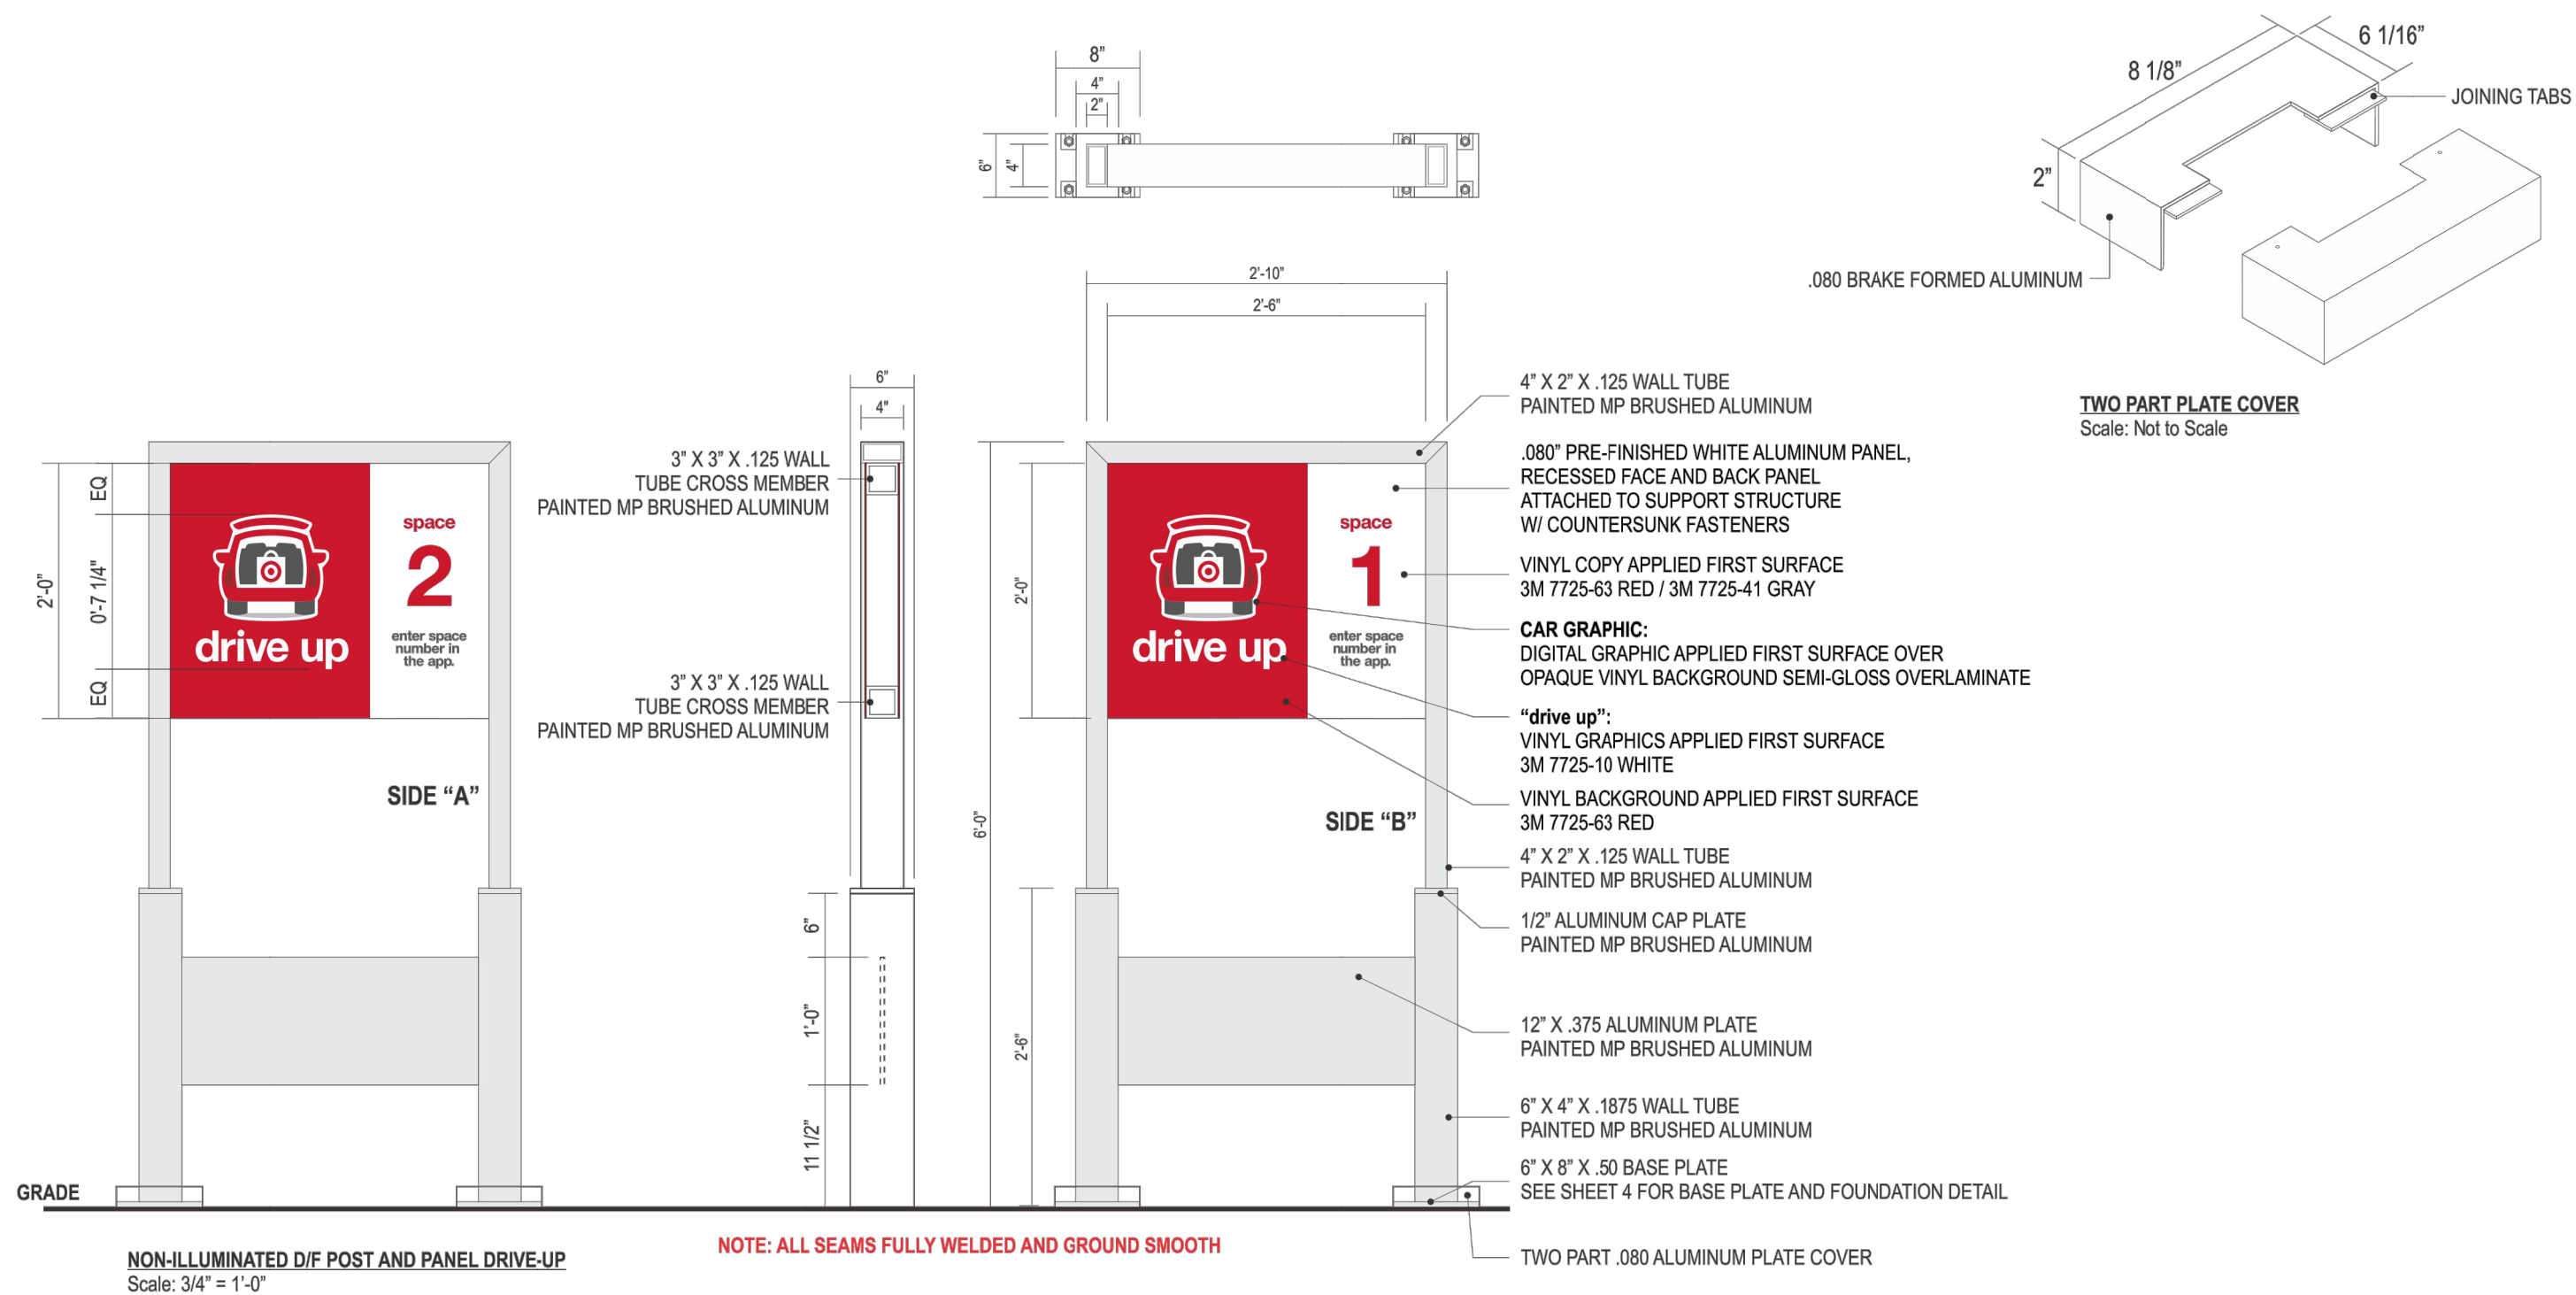 8”
4”
2”
6”
4”
6 1/16”
8 1/8”
2”
JOINING TABS
.080 BRAKE FORMED ALUMINUM
TWO PART PLATE COVER
Scale: Not to Scale
EQ
0'-7 1/4"
EQ
2'-0"
space
2
enter space
number in
the app.
drive up
SIDE “A”
GRADE
NON-ILLUMINATED D/F POST AND PANEL DRIVE-UP
Scale: 3/4” = 1’-0”
6”
4"
3” X 3” X .125 WALL
TUBE CROSS MEMBER
PAINTED MP BRUSHED ALUMINUM
3” X 3” X .125 WALL
TUBE CROSS MEMBER
PAINTED MP BRUSHED ALUMINUM
6”
1’-0”
11 1/2”
NOTE: ALL SEAMS FULLY WELDED AND GROUND SMOOTH
2’-10”
2’-6”
2'-0"
6’-0”
2’-6”
space
1
enter space
number in
the app.
drive up
SIDE “B”
4” X 2” X .125 WALL TUBE
PAINTED MP BRUSHED ALUMINUM
.080” PRE-FINISHED WHITE ALUMINUM PANEL,
RECESSED FACE AND BACK PANEL
ATTACHED TO SUPPORT STRUCTURE
W/ COUNTERSUNK FASTENERS
VINYL COPY APPLIED FIRST SURFACE
3M 7725-63 RED / 3M 7725-41 GRAY
CAR GRAPHIC:
DIGITAL GRAPHIC APPLIED FIRST SURFACE OVER
OPAQUE VINYL BACKGROUND SEMI-GLOSS OVERLAMINATE
“drive up”:
VINYL GRAPHICS APPLIED FIRST SURFACE
3M 7725-10 WHITE
VINYL BACKGROUND APPLIED FIRST SURFACE
3M 7725-63 RED
4” X 2” X .125 WALL TUBE
PAINTED MP BRUSHED ALUMINUM
1/2” ALUMINUM CAP PLATE
PAINTED MP BRUSHED ALUMINUM
12” X .375 ALUMINUM PLATE
PAINTED MP BRUSHED ALUMINUM
6” X 4” X .1875 WALL TUBE
PAINTED MP BRUSHED ALUMINUM
6” X 8” X .50 BASE PLATE
SEE SHEET 4 FOR BASE PLATE AND FOUNDATION DETAIL
TWO PART .080 ALUMINUM PLATE COVER